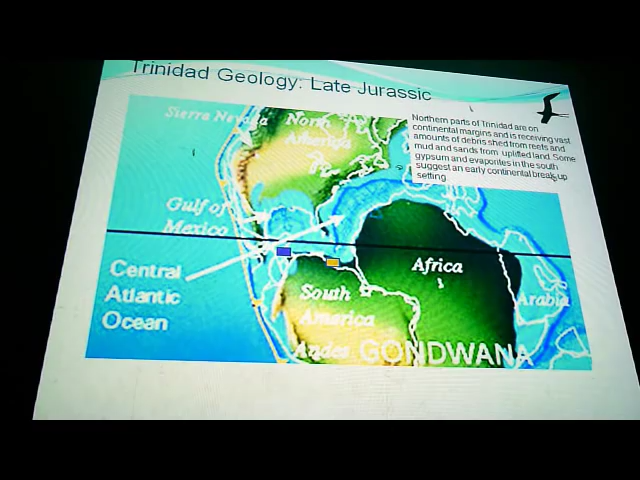 Trinidad Geology: Late Jurassic
Northern parts of Trinidad are on
continental margins and is receiving vast
amounts of debris shed from reefs and
mud and sands from uplifted land. Some
gypsum and evaporites in the south
suggest an early continental break up
setting
Sierra Nevada
North
America
Gulf of
Mexico
Central
Atlantic
Ocean
Africa
South
America
Arabia
Andes
GONDWANA